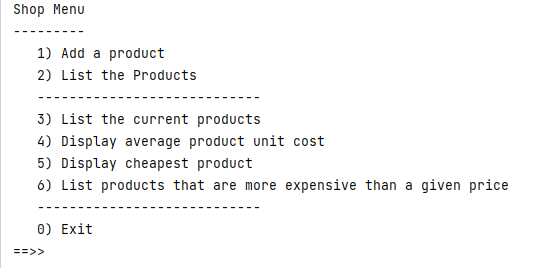 Shop Menu
---------
   1) Add a product
   2) List the Products
   ----------------------------
   3) List the current products
   4) Display average product unit cost
   5) Display cheapest product
   6) List products that are more expensive than a given price
   ----------------------------
   0) Exit
==>>